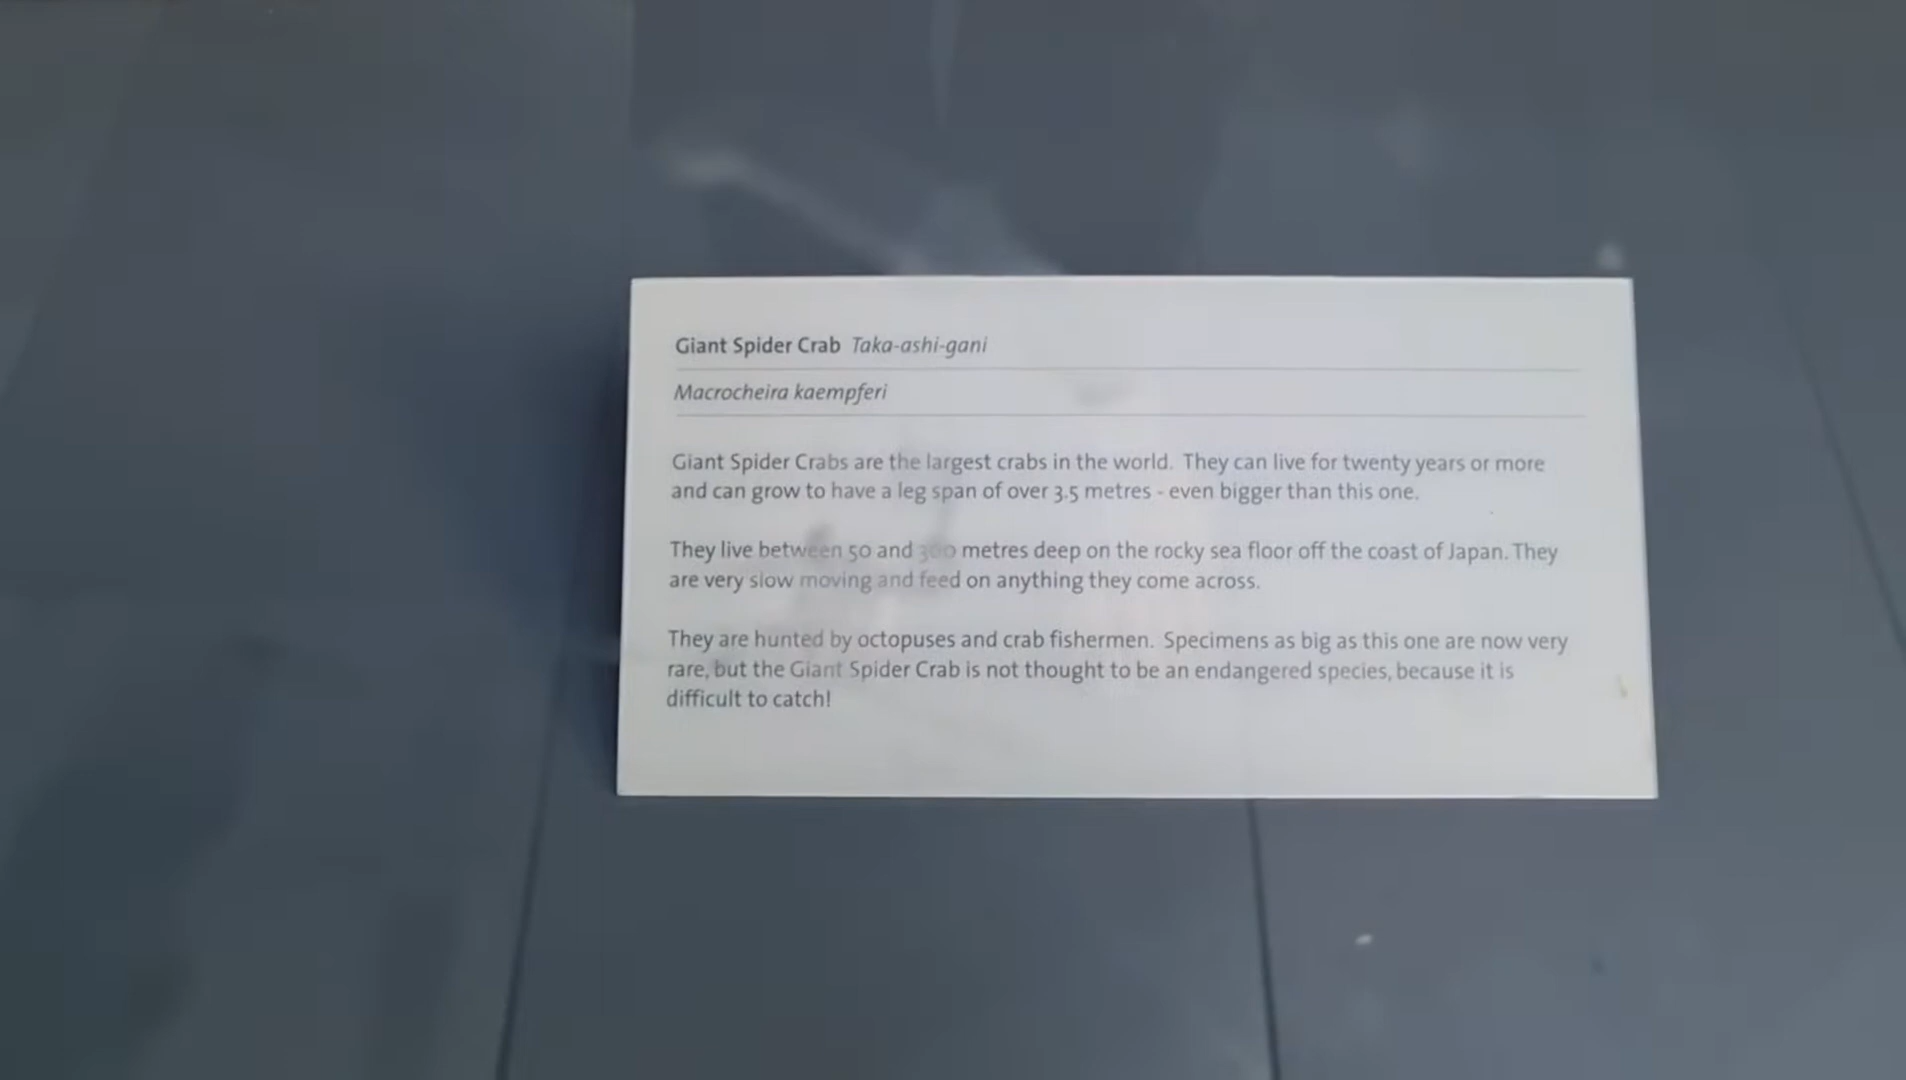 Giant Spider Crab Taka-ashi-gani
Macrocheira kaempferi
Giant Spider Crabs are the largest crabs in the world. They can live for twenty years or more
and can grow to have a leg span of over 3.5 metres - even bigger than this one.
They live between 50 and 300 metres deep on the rocky sea floor off the coast of Japan. They
are very slow moving and feed on anything they come across.
They are hunted by octopuses and crab fishermen. Specimens as big as this one are now very
rare, but the Giant Spider Crab is not thought to be an endangered species, because it is
difficult to catch!